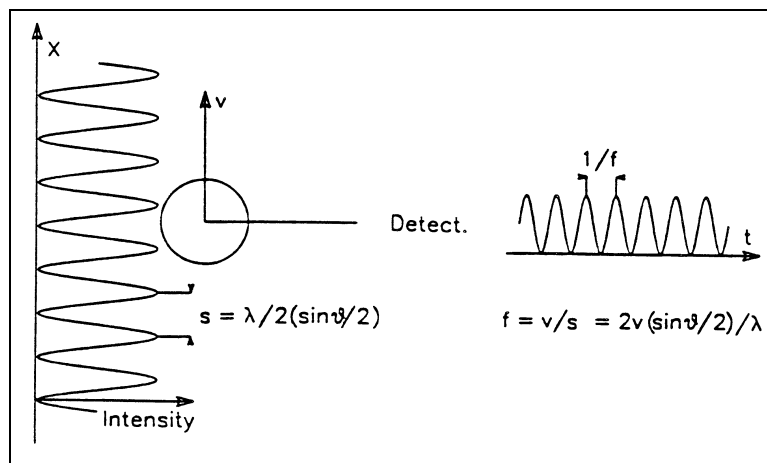 X
v
1/f
Detect.
t
s = λ/2(sinϑ/2)
f = v/s = 2v(sinϑ/2)/λ
Intensity